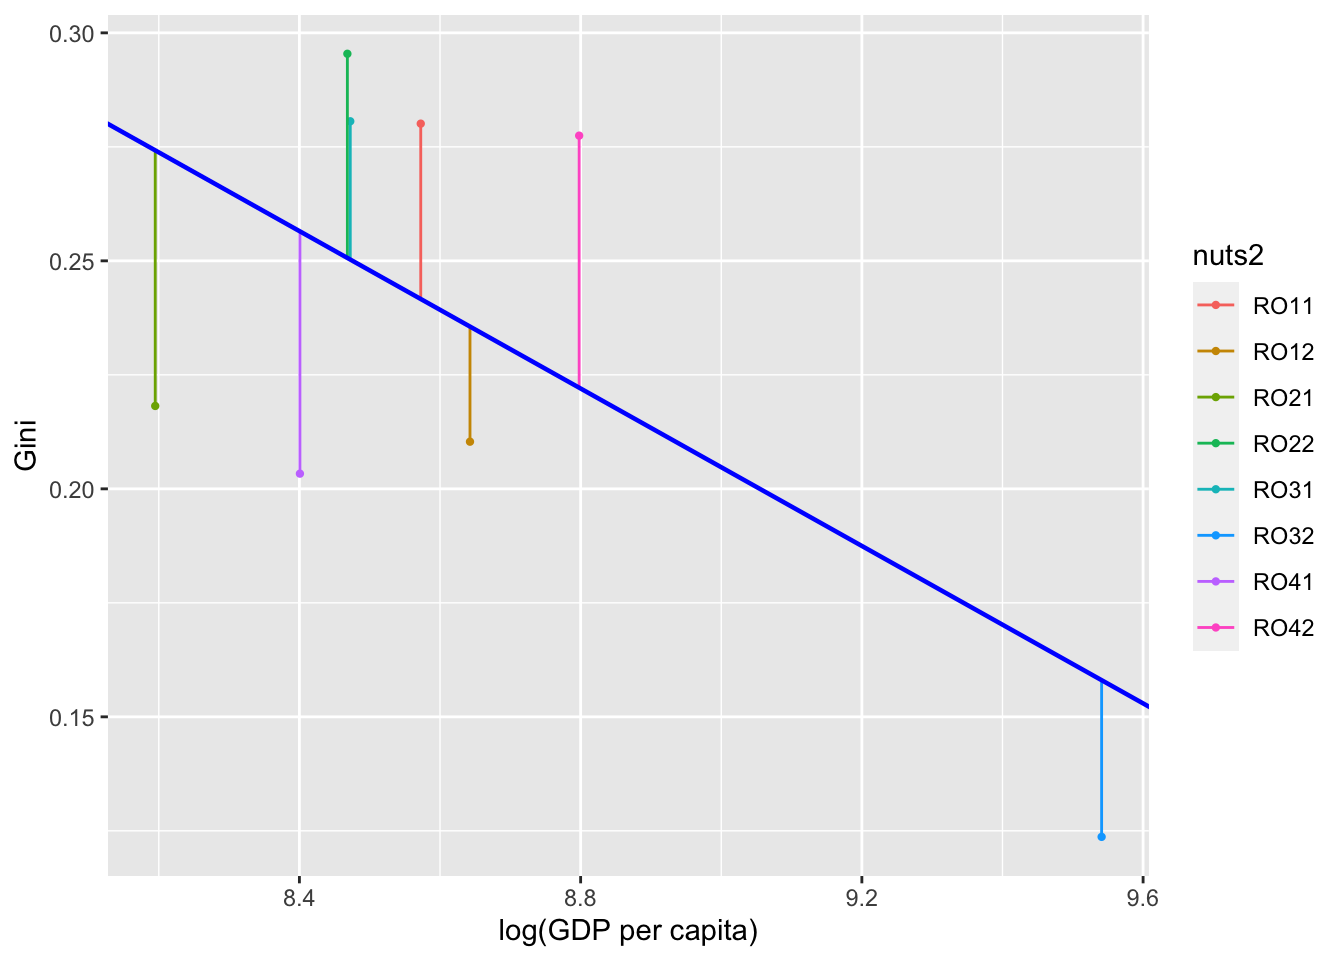 0.30
0.25
0.20
0.15
Gini
8.4
8.8
9.2
9.6
log(GDP per capita)
nuts2
RO11
RO12
RO21
RO22
RO31
RO32
RO41
RO42